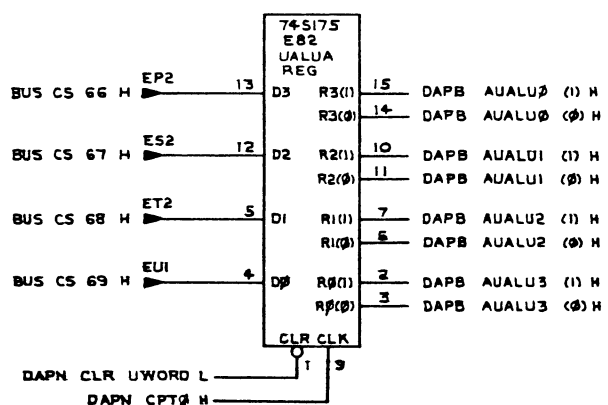 74S175
E82
UALUA
REG
BUS CS 66 H EP2 13 D3 R3(1) 15 DAPB AUALUØ (1) H
R3(Ø) 14 DAPB AUALUØ (Ø) H
BUS CS 67 H ES2 12 D2 R2(1) 10 DAPB AUALU1 (1) H
R2(Ø) 11 DAPB AUALU1 (Ø) H
BUS CS 68 H ET2 5 D1 R1(1) 7 DAPB AUALU2 (1) H
R1(Ø) 6 DAPB AUALU2 (Ø) H
BUS CS 69 H EU1 4 DØ RØ(1) 2 DAPB AUALU3 (1) H
RØ(Ø) 3 DAPB AUALU3 (Ø) H
CLR CLK
1 9
DAPN CLR UWORD L
DAPN CPTØ H